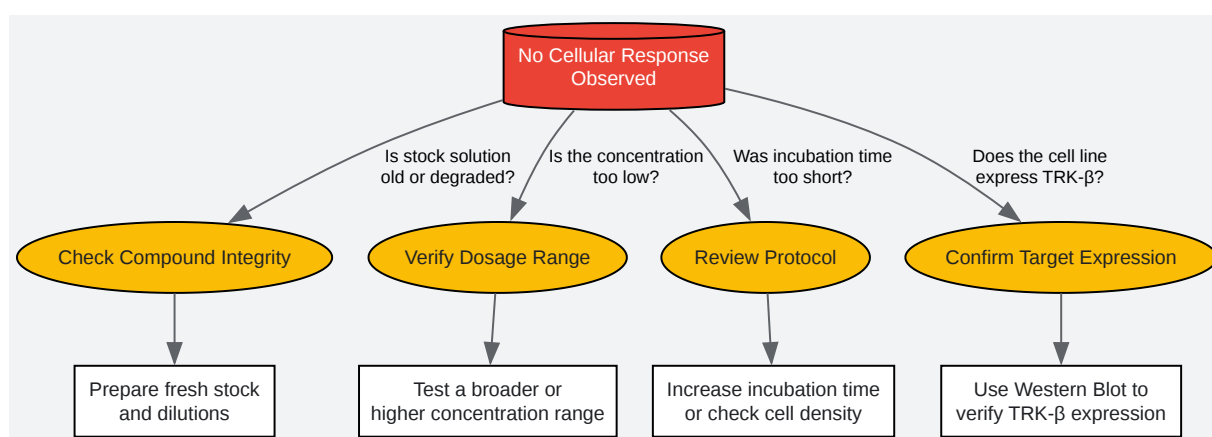 No Cellular Response
Observed
Is stock solution
old or degraded?
Is the concentration
too low?
Was incubation time
too short?
Does the cell line
express TRK-β?
Check Compound Integrity
Verify Dosage Range
Review Protocol
Confirm Target Expression
Prepare fresh stock
and dilutions
Test a broader or
higher concentration range
Increase incubation time
or check cell density
Use Western Blot to
verify TRK-β expression